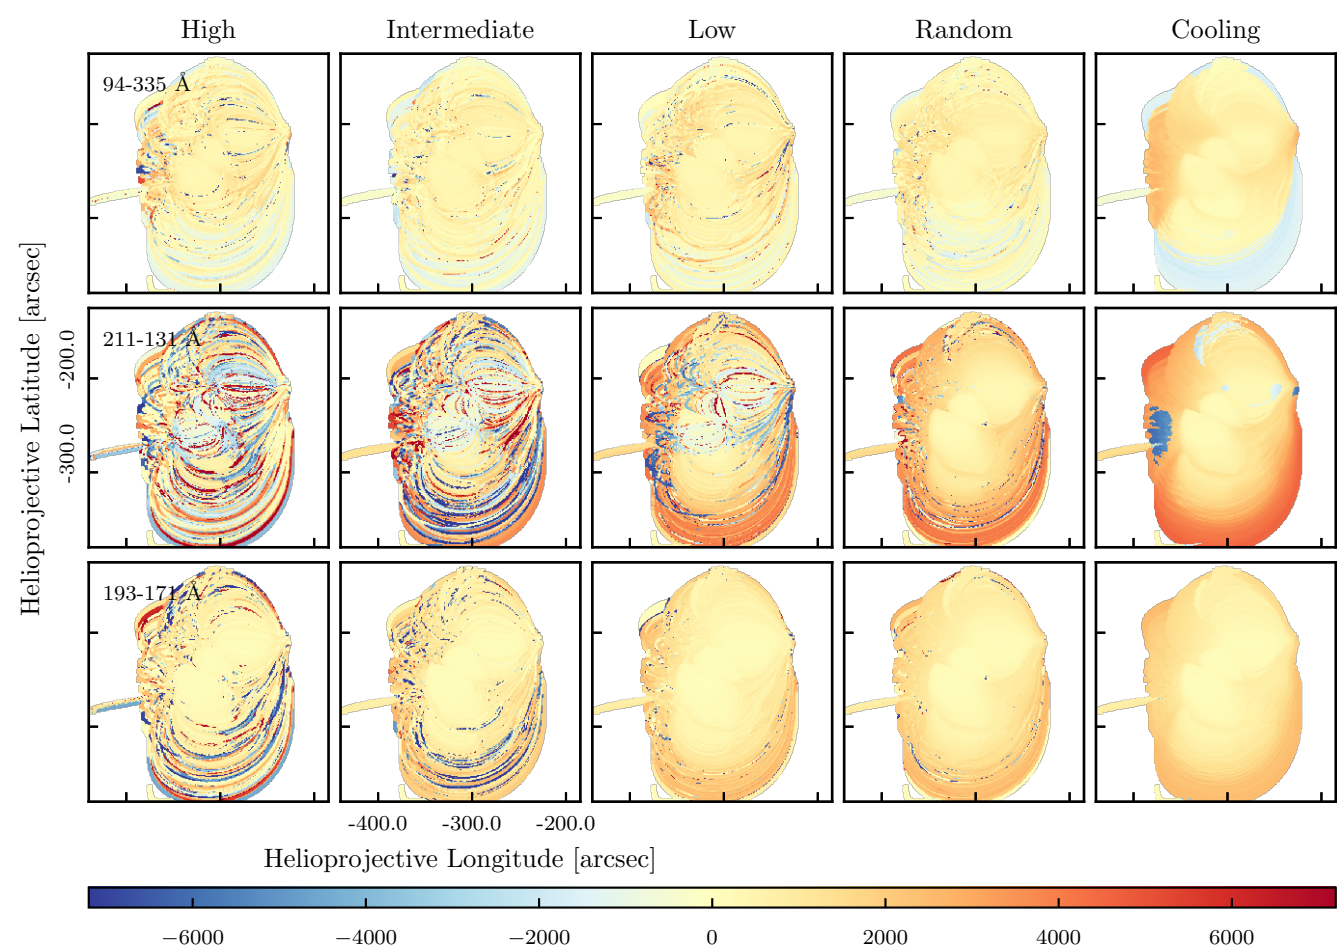 High Intermediate Low Random Cooling
94-335 Å
211-131 Å
193-171 Å
Helioprojective Latitude [arcsec]
-200.0
-300.0
-400.0 -300.0 -200.0
Helioprojective Longitude [arcsec]
−6000 −4000 −2000 0 2000 4000 6000